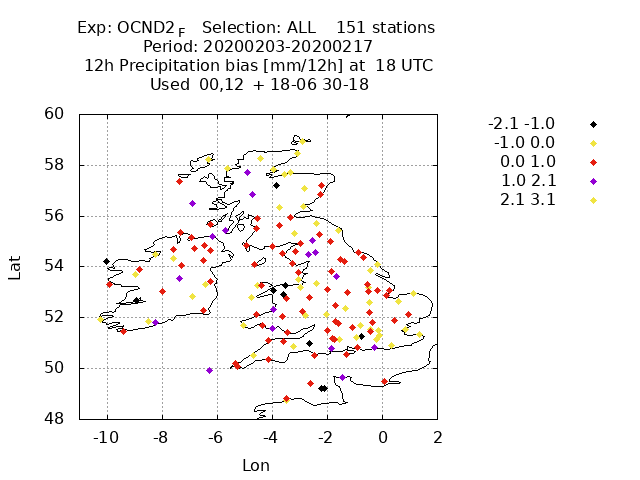 Exp: OCND2 F Selection: ALL 151 stations
Period: 20200203-20200217
12h Precipitation bias [mm/12h] at 18 UTC
Used 00,12 + 18-06 30-18
-2.1 -1.0
-1.0 0.0
0.0 1.0
1.0 2.1
2.1 3.1
60
58
56
54
52
50
48
Lat
-10 -8 -6 -4 -2 0 2
Lon